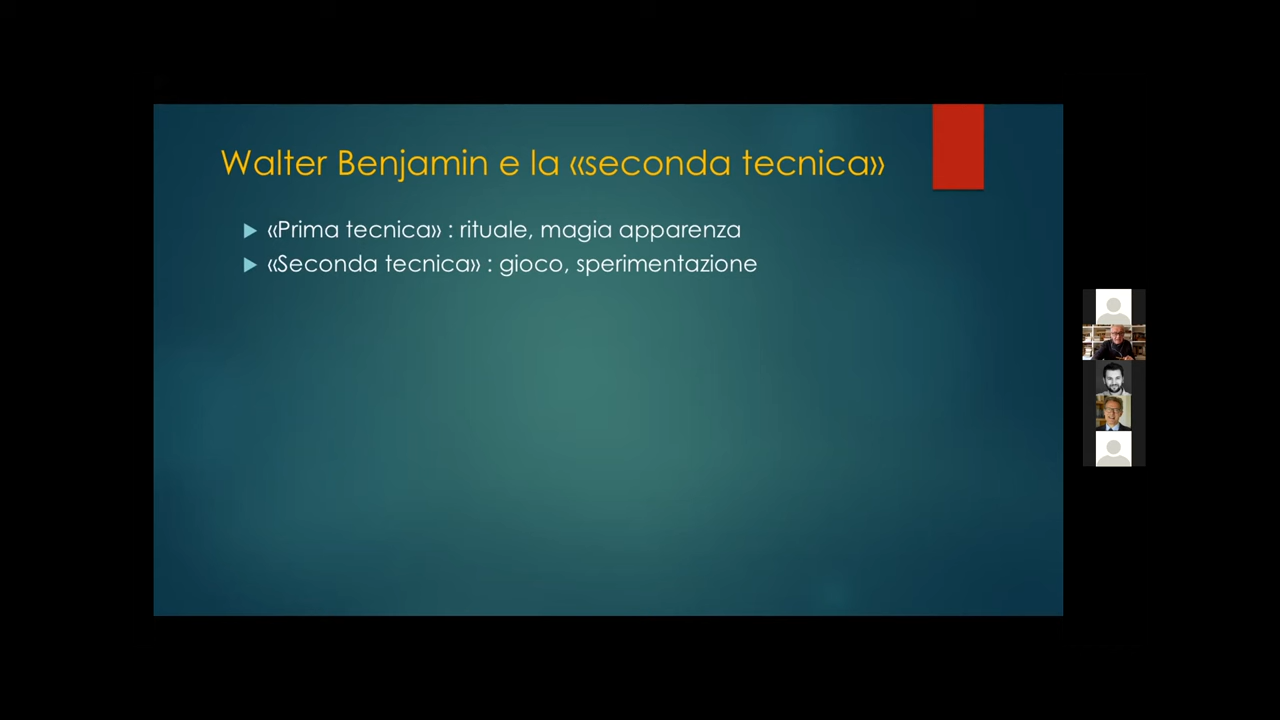 Walter Benjamin e la «seconda tecnica»
«Prima tecnica» : rituale, magia apparenza
«Seconda tecnica» : gioco, sperimentazione